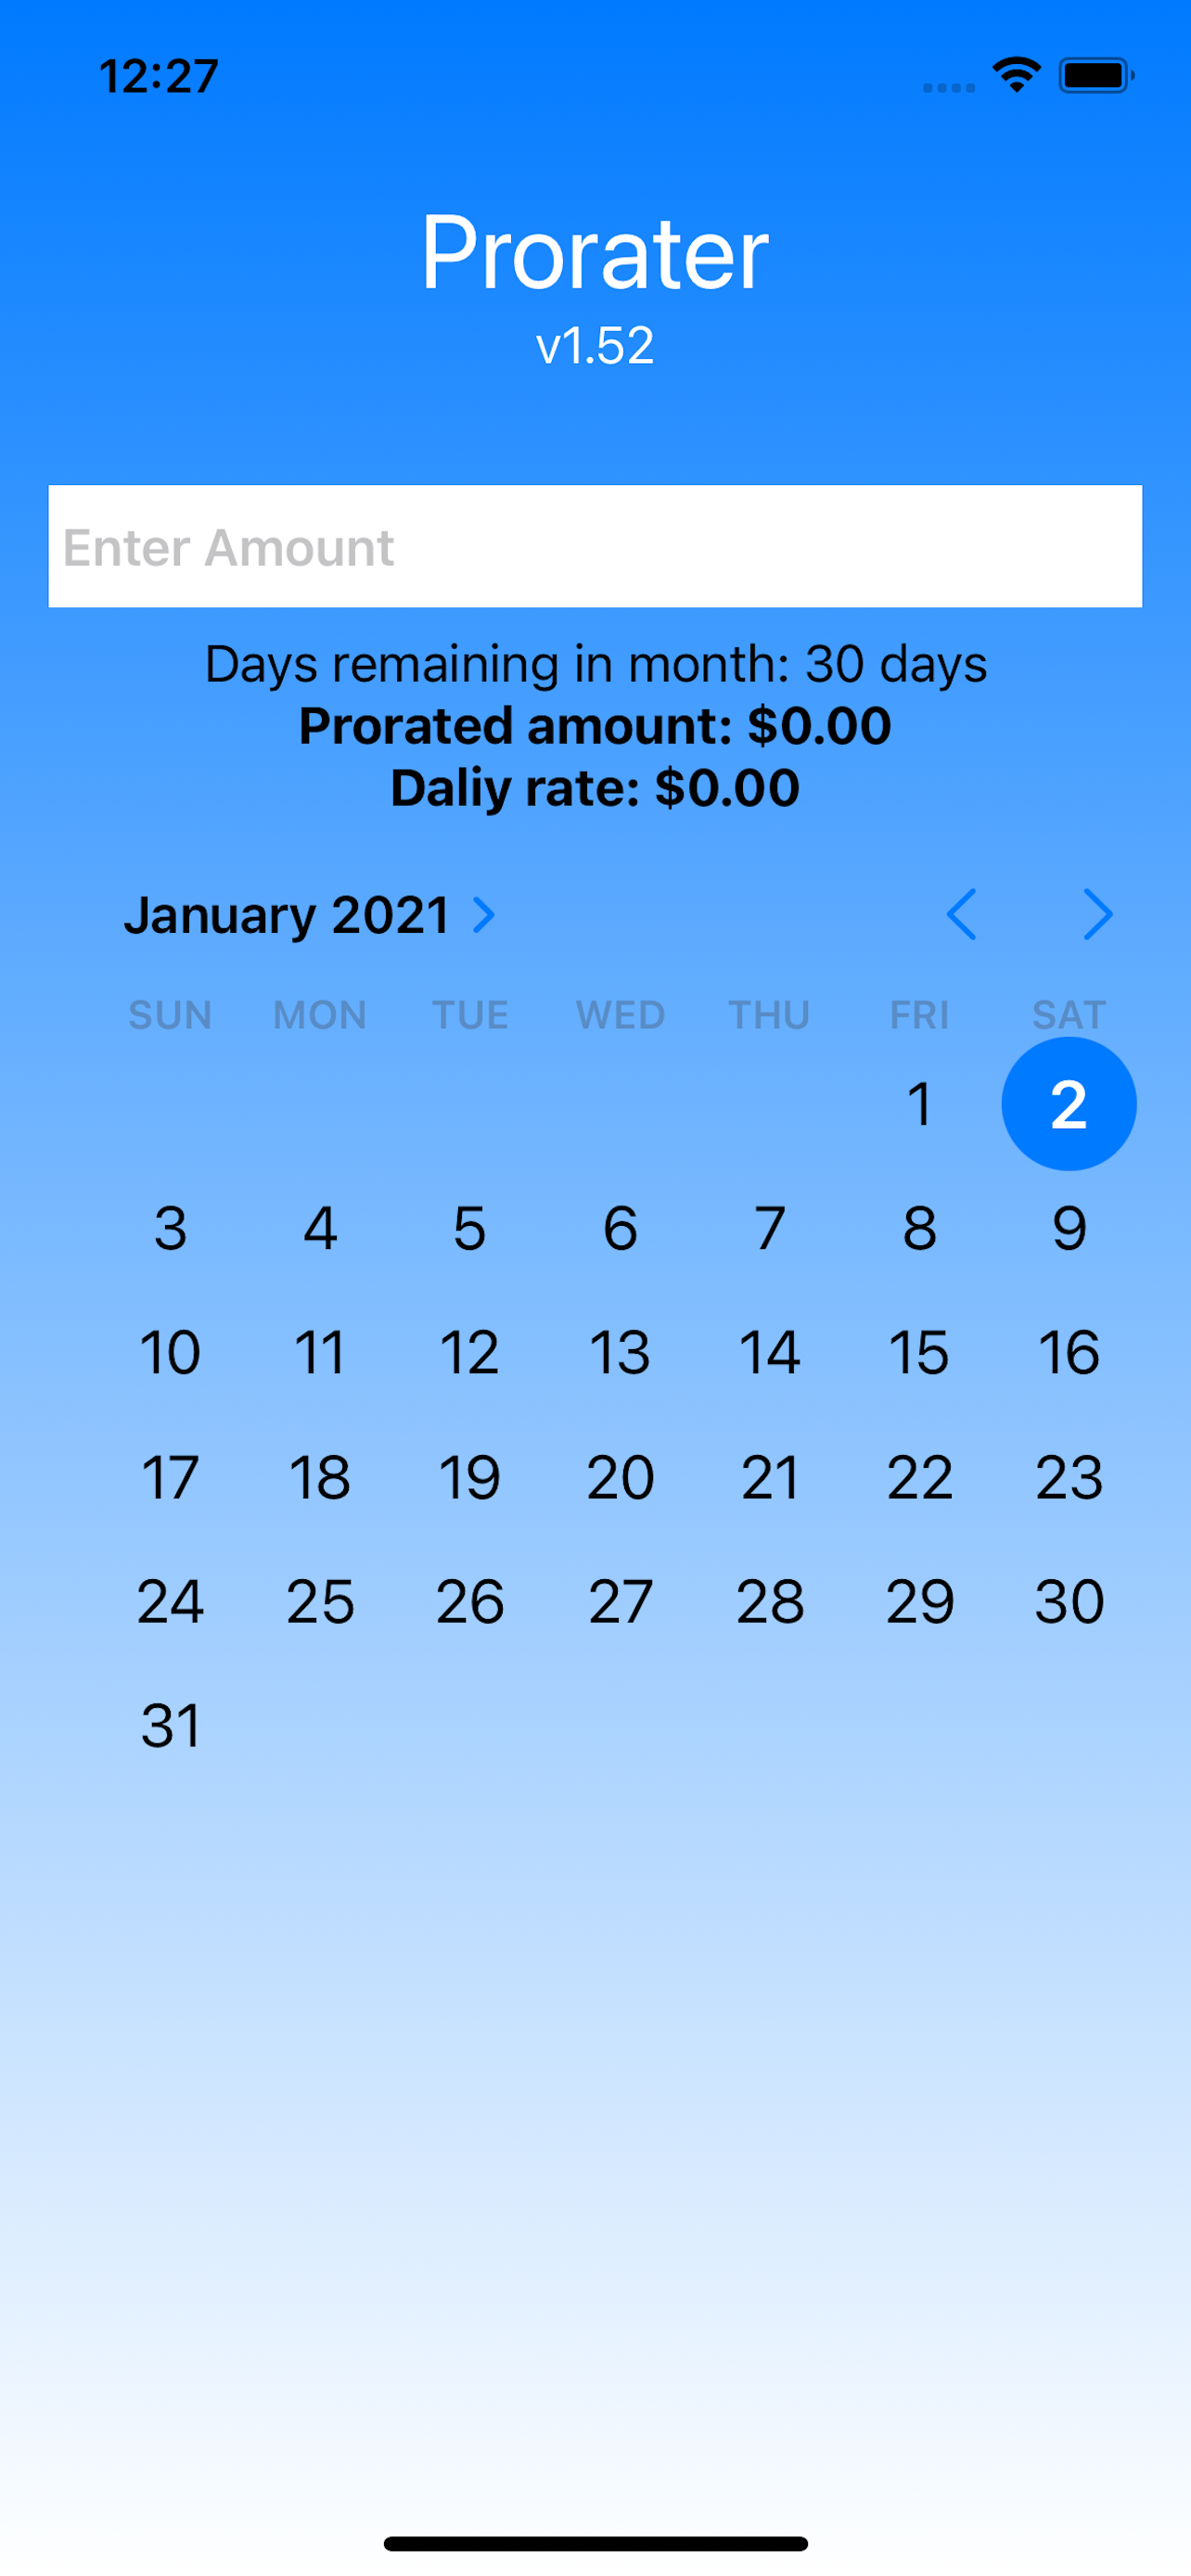 12:27
Prorater
v1.52
Enter Amount
Days remaining in month: 30 days
Prorated amount: $0.00
Daliy rate: $0.00
January 2021
SUN MON TUE WED THU FRI SAT
1 2
3 4 5 6 7 8 9
10 11 12 13 14 15 16
17 18 19 20 21 22 23
24 25 26 27 28 29 30
31